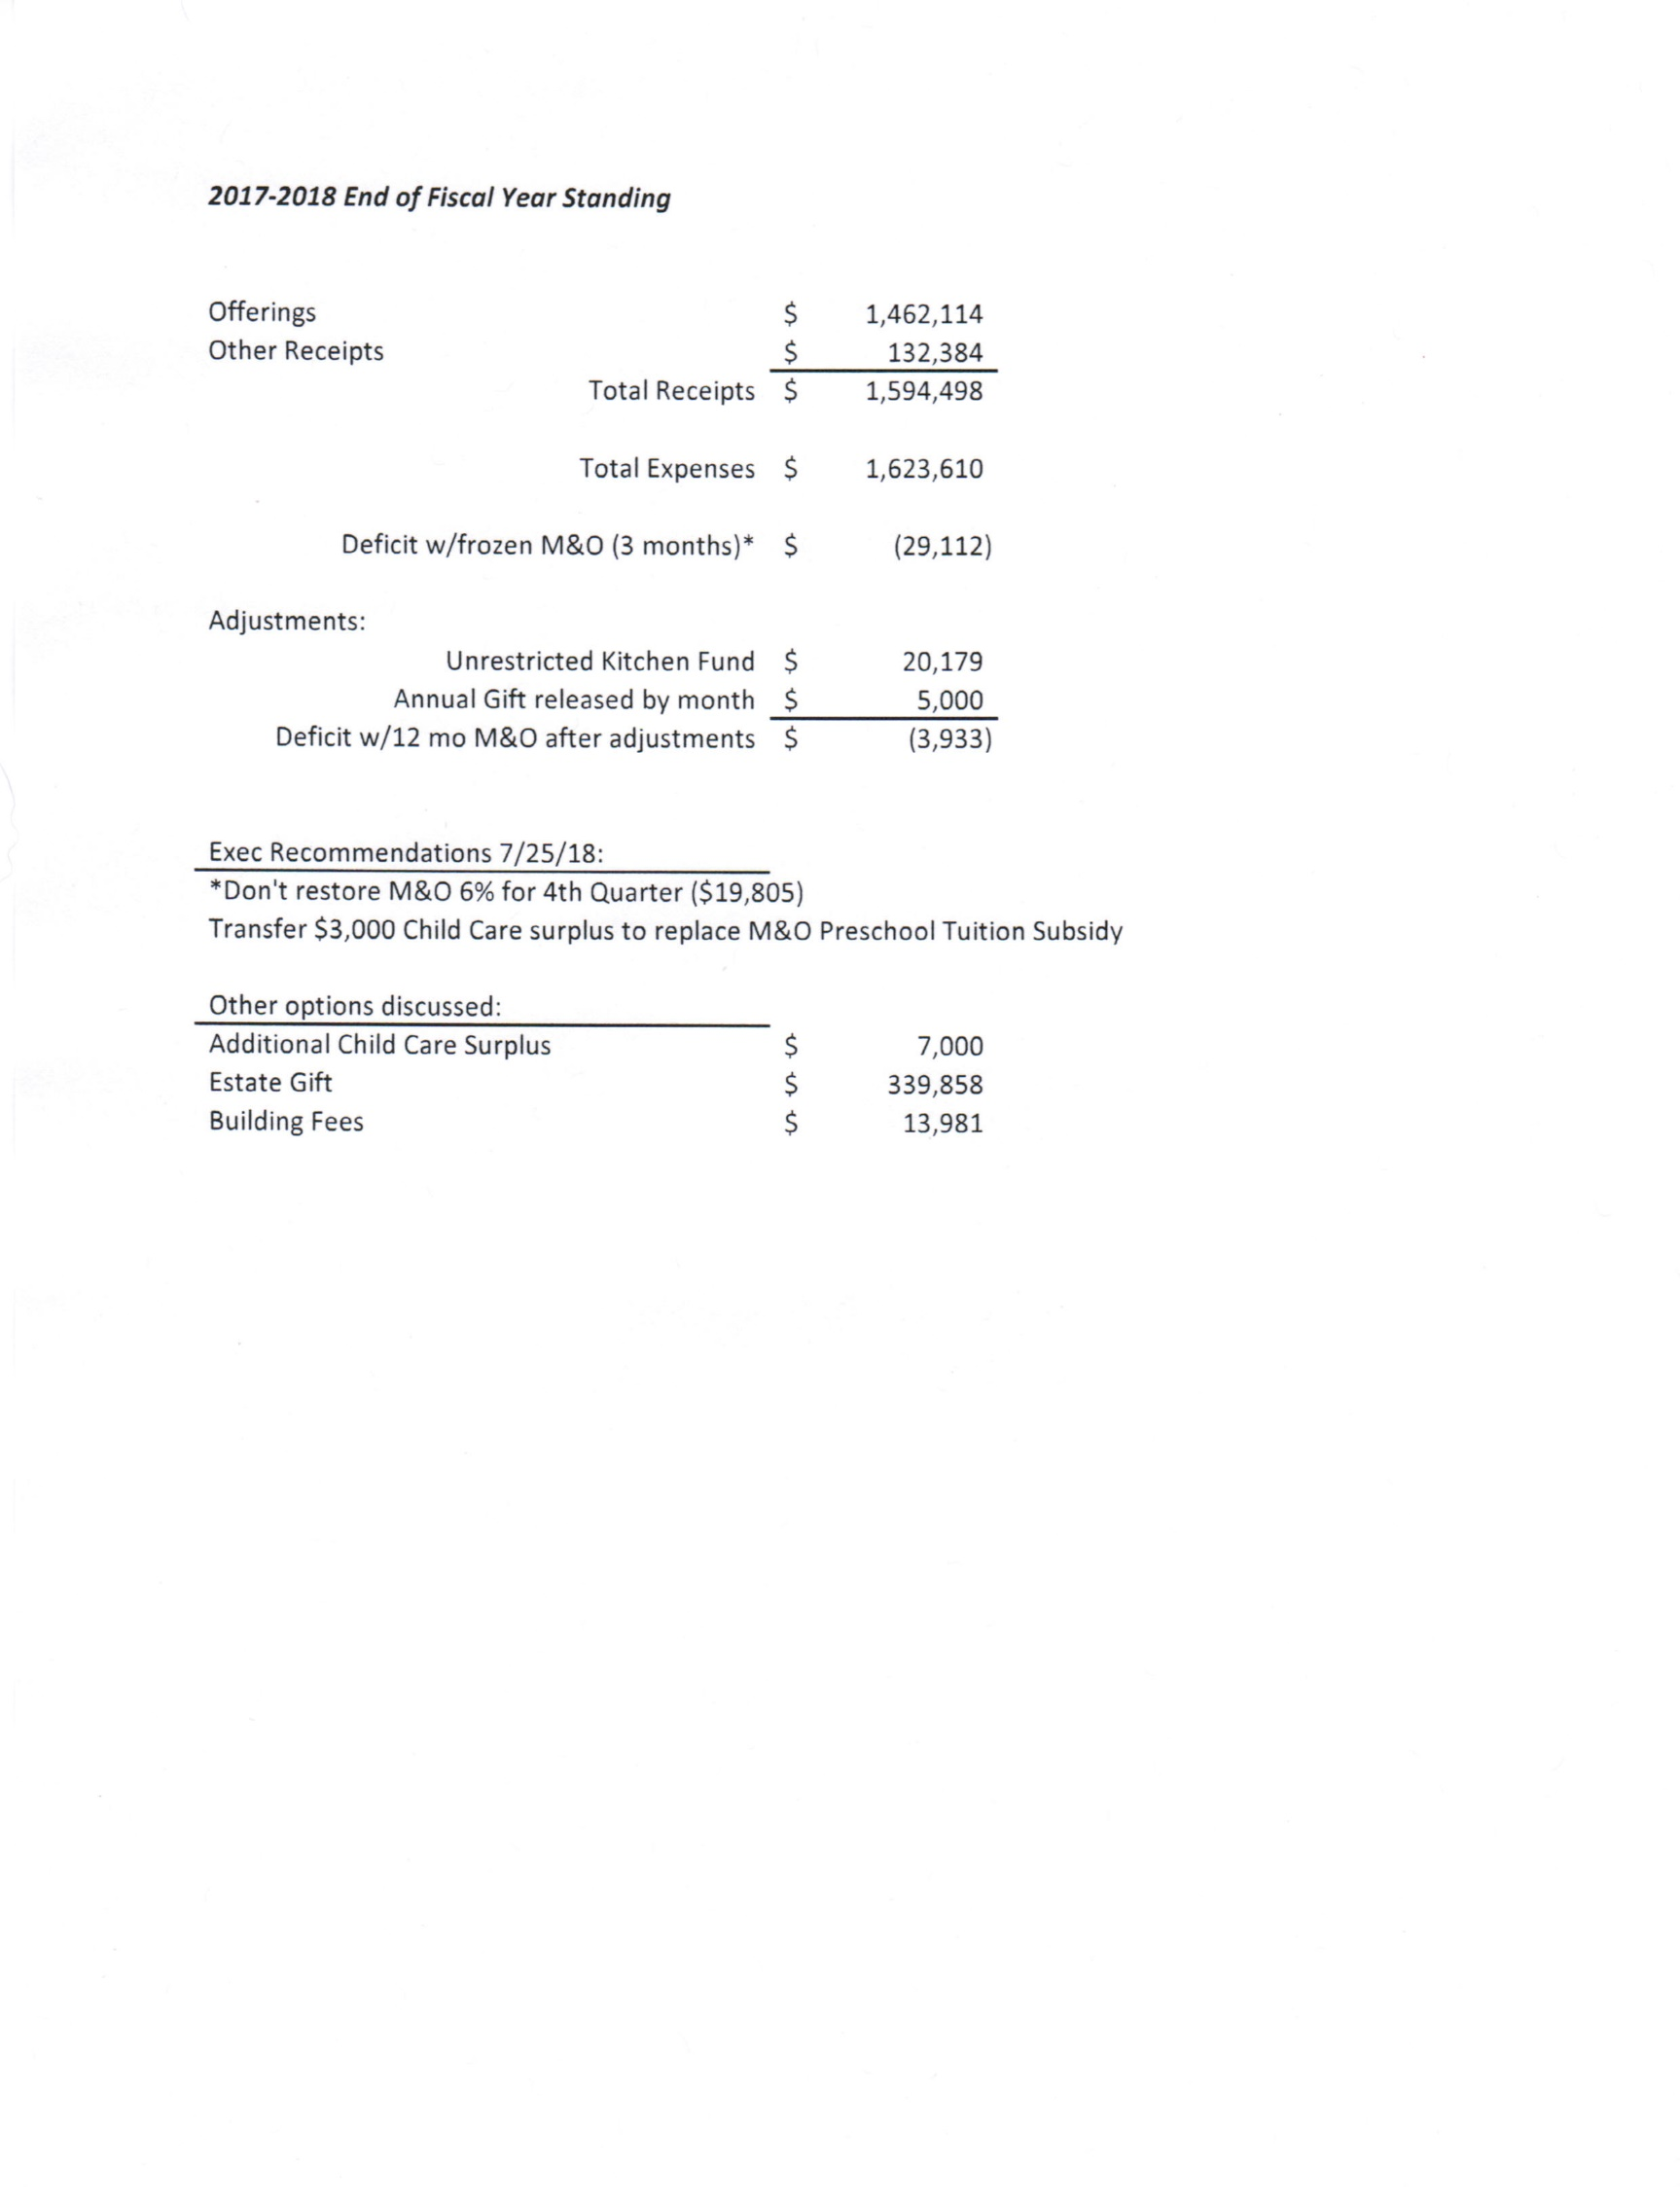 2017-2018 End of Fiscal Year Standing
Offerings $ 1,462,114
Other Receipts $ 132,384
Total Receipts $ 1,594,498
Total Expenses $ 1,623,610
Deficit w/frozen M&O (3 months)* $ (29,112)
Adjustments:
Unrestricted Kitchen Fund $ 20,179
Annual Gift released by month $ 5,000
Deficit w/12 mo M&O after adjustments $ (3,933)
Exec Recommendations 7/25/18:
*Don't restore M&O 6% for 4th Quarter ($19,805)
Transfer $3,000 Child Care surplus to replace M&O Preschool Tuition Subsidy
Other options discussed:
Additional Child Care Surplus $ 7,000
Estate Gift $ 339,858
Building Fees $ 13,981